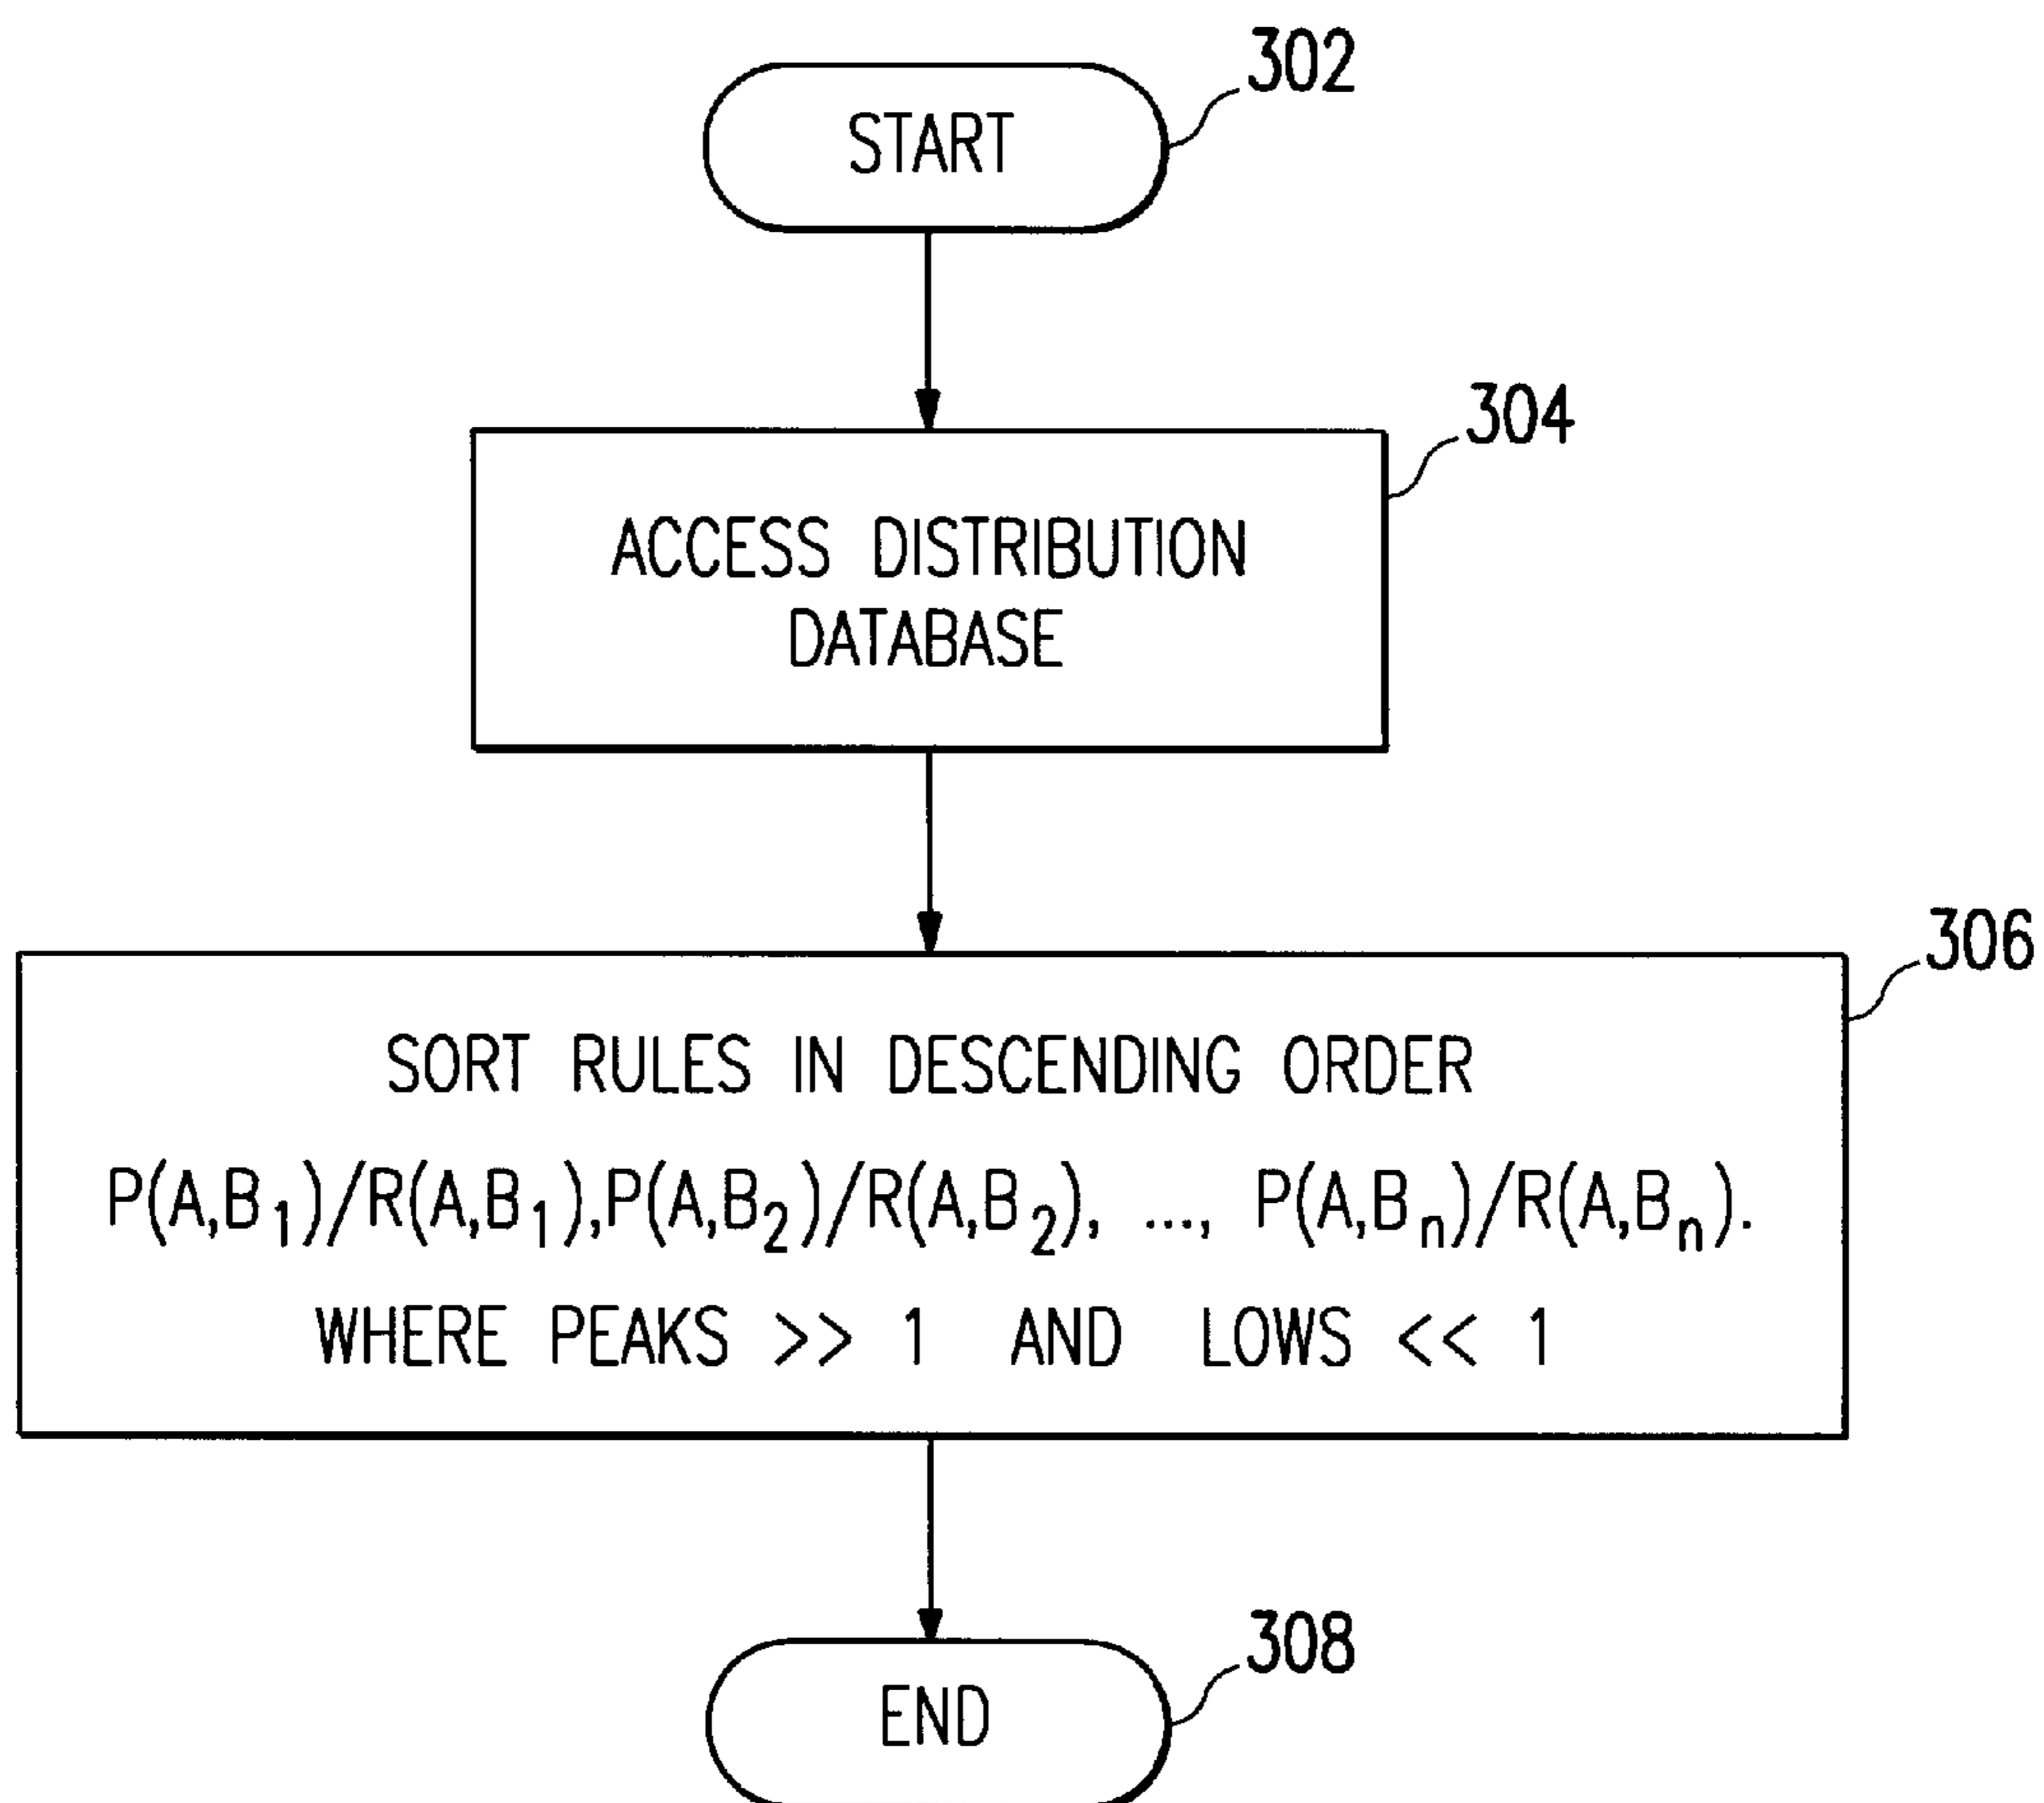 302
START
304
ACCESS DISTRIBUTION
DATABASE
306
SORT RULES IN DESCENDING ORDER
P(A,B₁)/R(A,B₁),P(A,B₂)/R(A,B₂), ..., P(A,Bₙ)/R(A,Bₙ).
WHERE PEAKS >> 1 AND LOWS << 1
308
END